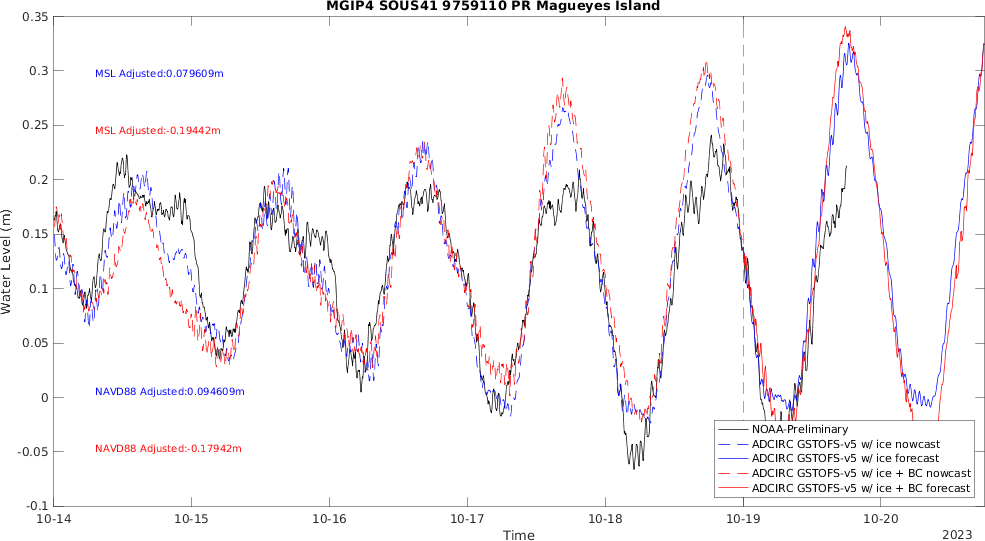 MGIP4 SOUS41 9759110 PR Magueyes Island
0.35
0.3
0.25
0.2
0.15
0.1
0.05
0
-0.05
-0.1
Water Level (m)
MSL Adjusted:0.079609m
MSL Adjusted:-0.19442m
NAVD88 Adjusted:0.094609m
NAVD88 Adjusted:-0.17942m
NOAA-Preliminary
ADCIRC GSTOFS-v5 w/ ice nowcast
ADCIRC GSTOFS-v5 w/ ice forecast
ADCIRC GSTOFS-v5 w/ ice + BC nowcast
ADCIRC GSTOFS-v5 w/ ice + BC forecast
10-14 10-15 10-16 10-17 10-18 10-19 10-20
Time
2023